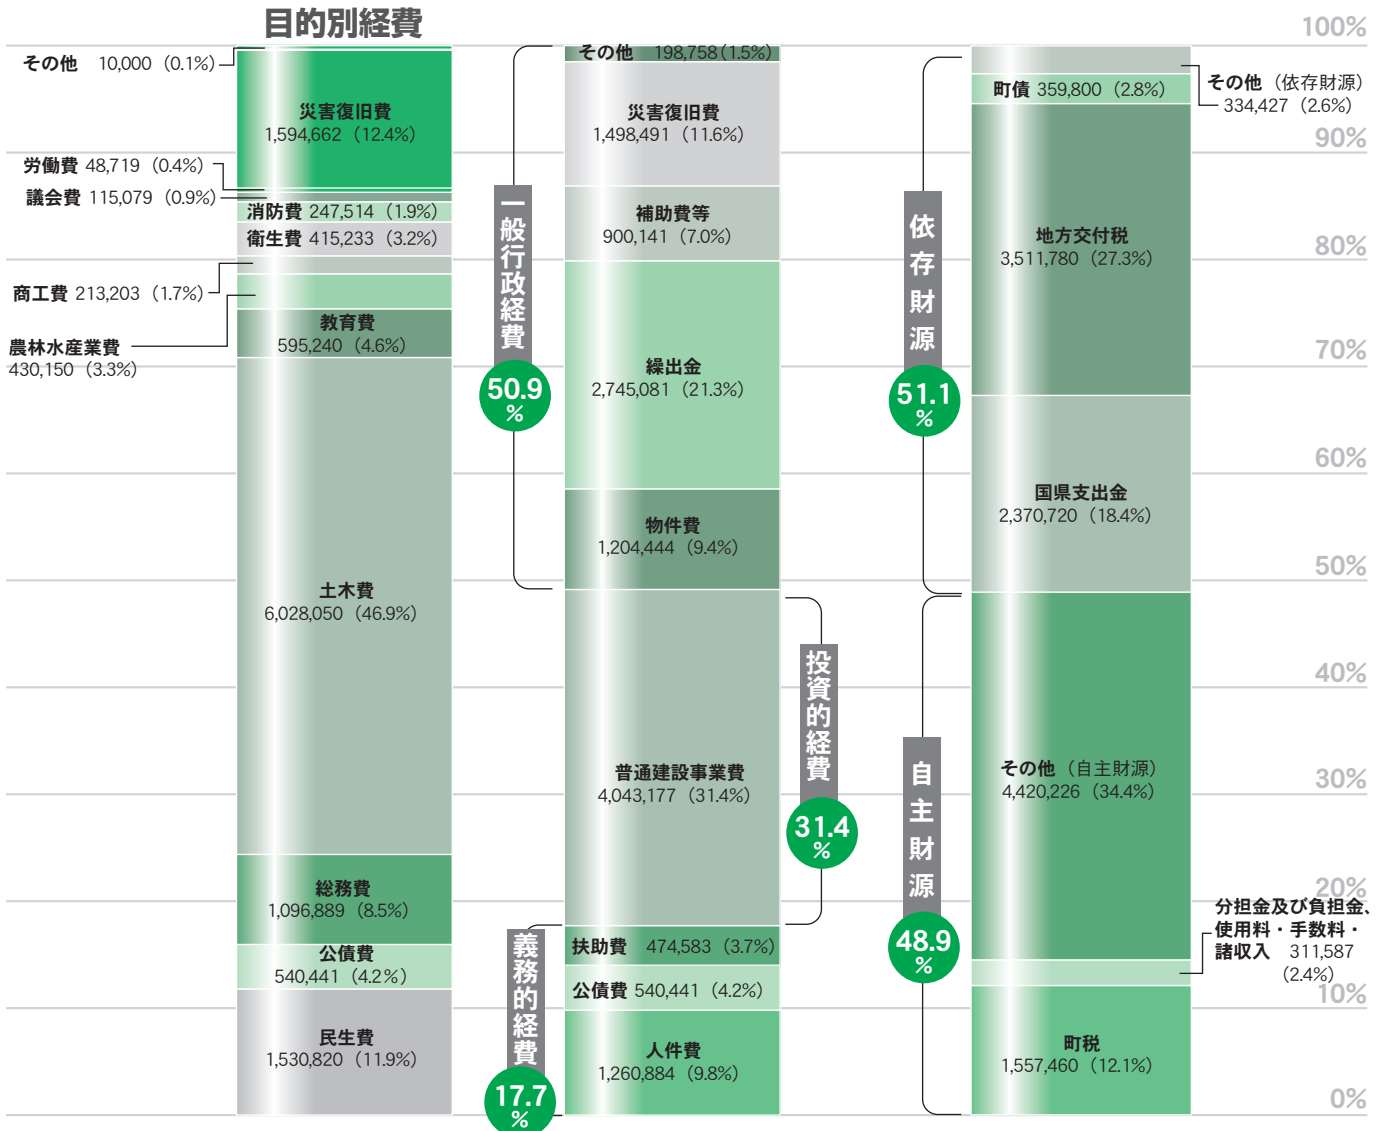 目的別経費
その他 10,000（0.1%）
災害復旧費
1,594,662（12.4%）
労働費 48,719（0.4%）
議会費 115,079（0.9%）
消防費 247,514（1.9%）
衛生費 415,233（3.2%）
商工費 213,203（1.7%）
農林水産業費
430,150（3.3%）
教育費
595,240（4.6%）
土木費
6,028,050（46.9%）
総務費
1,096,889（8.5%）
公債費
540,441（4.2%）
民生費
1,530,820（11.9%）
一般行政経費
50.9
%
義務的経費
17.7
%
その他 198,758（1.5%）
災害復旧費
1,498,491（11.6%）
補助費等
900,141（7.0%）
繰出金
2,745,081（21.3%）
物件費
1,204,444（9.4%）
普通建設事業費
4,043,177（31.4%）
扶助費 474,583（3.7%）
公債費 540,441（4.2%）
人件費
1,260,884（9.8%）
投資的経費
31.4
%
依存財源
51.1
%
自主財源
48.9
%
その他（依存財源）
334,427（2.6%）
町債 359,800（2.8%）
地方交付税
3,511,780（27.3%）
国県支出金
2,370,720（18.4%）
その他（自主財源）
4,420,226（34.4%）
分担金及び負担金、
使用料・手数料・
諸収入 311,587
（2.4%）
町税
1,557,460（12.1%）
100%
90%
80%
70%
60%
50%
40%
30%
20%
10%
0%